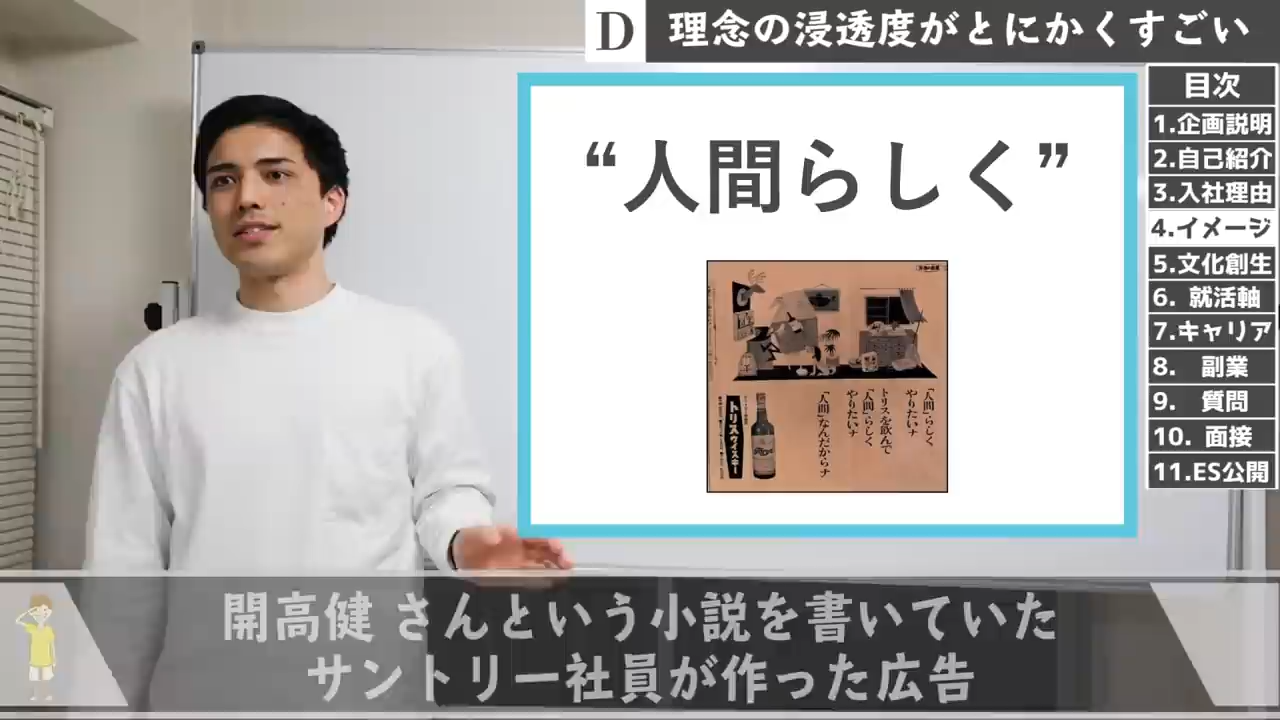 D 理念の浸透度がとにかくすごい
“人間らしく”
「人間」らしく
やりたいナ
トリスを飲んで
「人間」らしく
やりたいナ
「人間」なんだからナ
トリスウイスキー
目次
1.企画説明
2.自己紹介
3.入社理由
4.イメージ
5.文化創生
6. 就活軸
7.キャリア
8. 副業
9. 質問
10. 面接
11.ES公開
開高健 さんという小説を書いていた
サントリー社員が作った広告